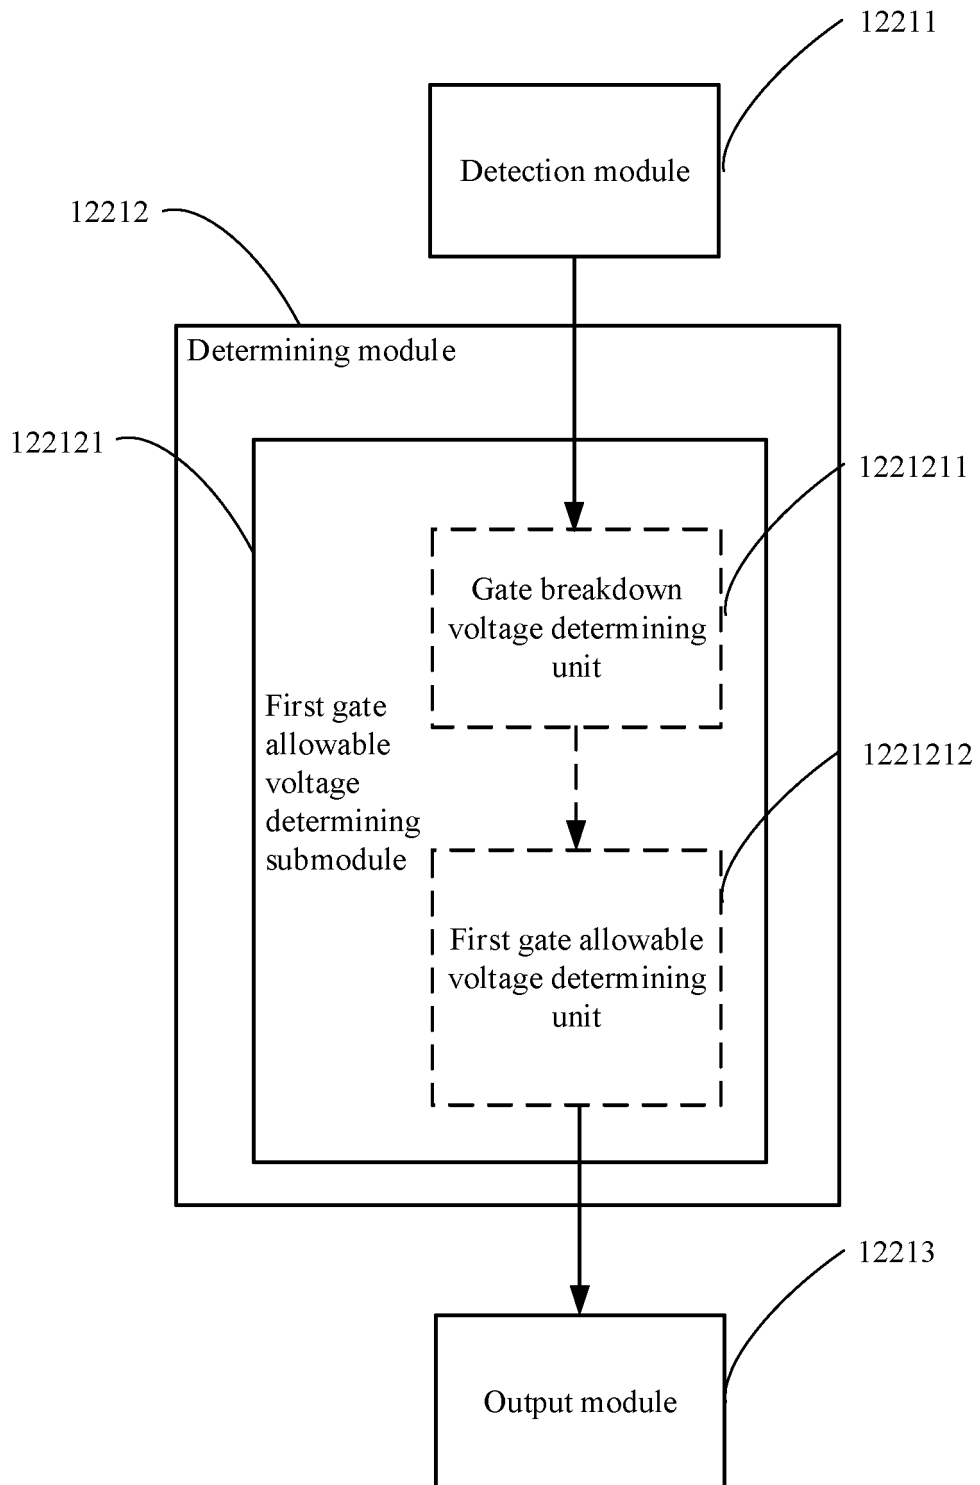 12211
Detection module
12212
Determining module
122121
1221211
Gate breakdown
voltage determining
unit
First gate
allowable
voltage
determining
submodule
1221212
First gate allowable
voltage determining
unit
12213
Output module